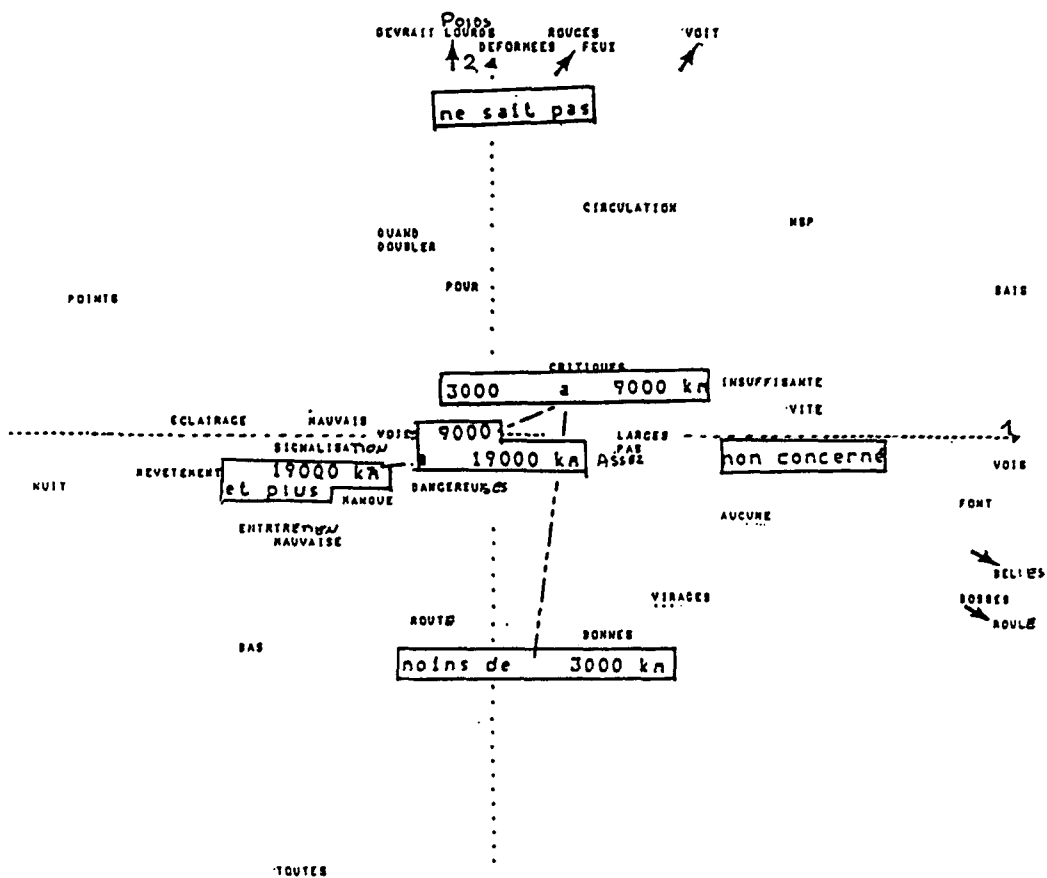 Poids
DEVRAIT LOURDS ROUGES VOIT
DEFORMEES FEUX
2
ne sait pas
CIRCULATION
NSP
QUAND
DOUBLER
POUR
POINTS
SAIS
CRITIQUES
3000 a 9000 km
INSUFFISANTE
VITE
ECLAIRAGE MAUVAIS VOIES 9000 LARGES 1
SIGNALISATION PAS
a 19000 km ASSEZ non concerné
REVETEMENT 19000 km VOIS
NUIT et plus DANGEREUSES
MANQUE
FONT
AUCUNE
ENTRETIEN
MAUVAISE
BELLES
VIRAGES BOSSES
ROUTE ROULE
BAS BONNES
moins de 3000 km
TOUTES